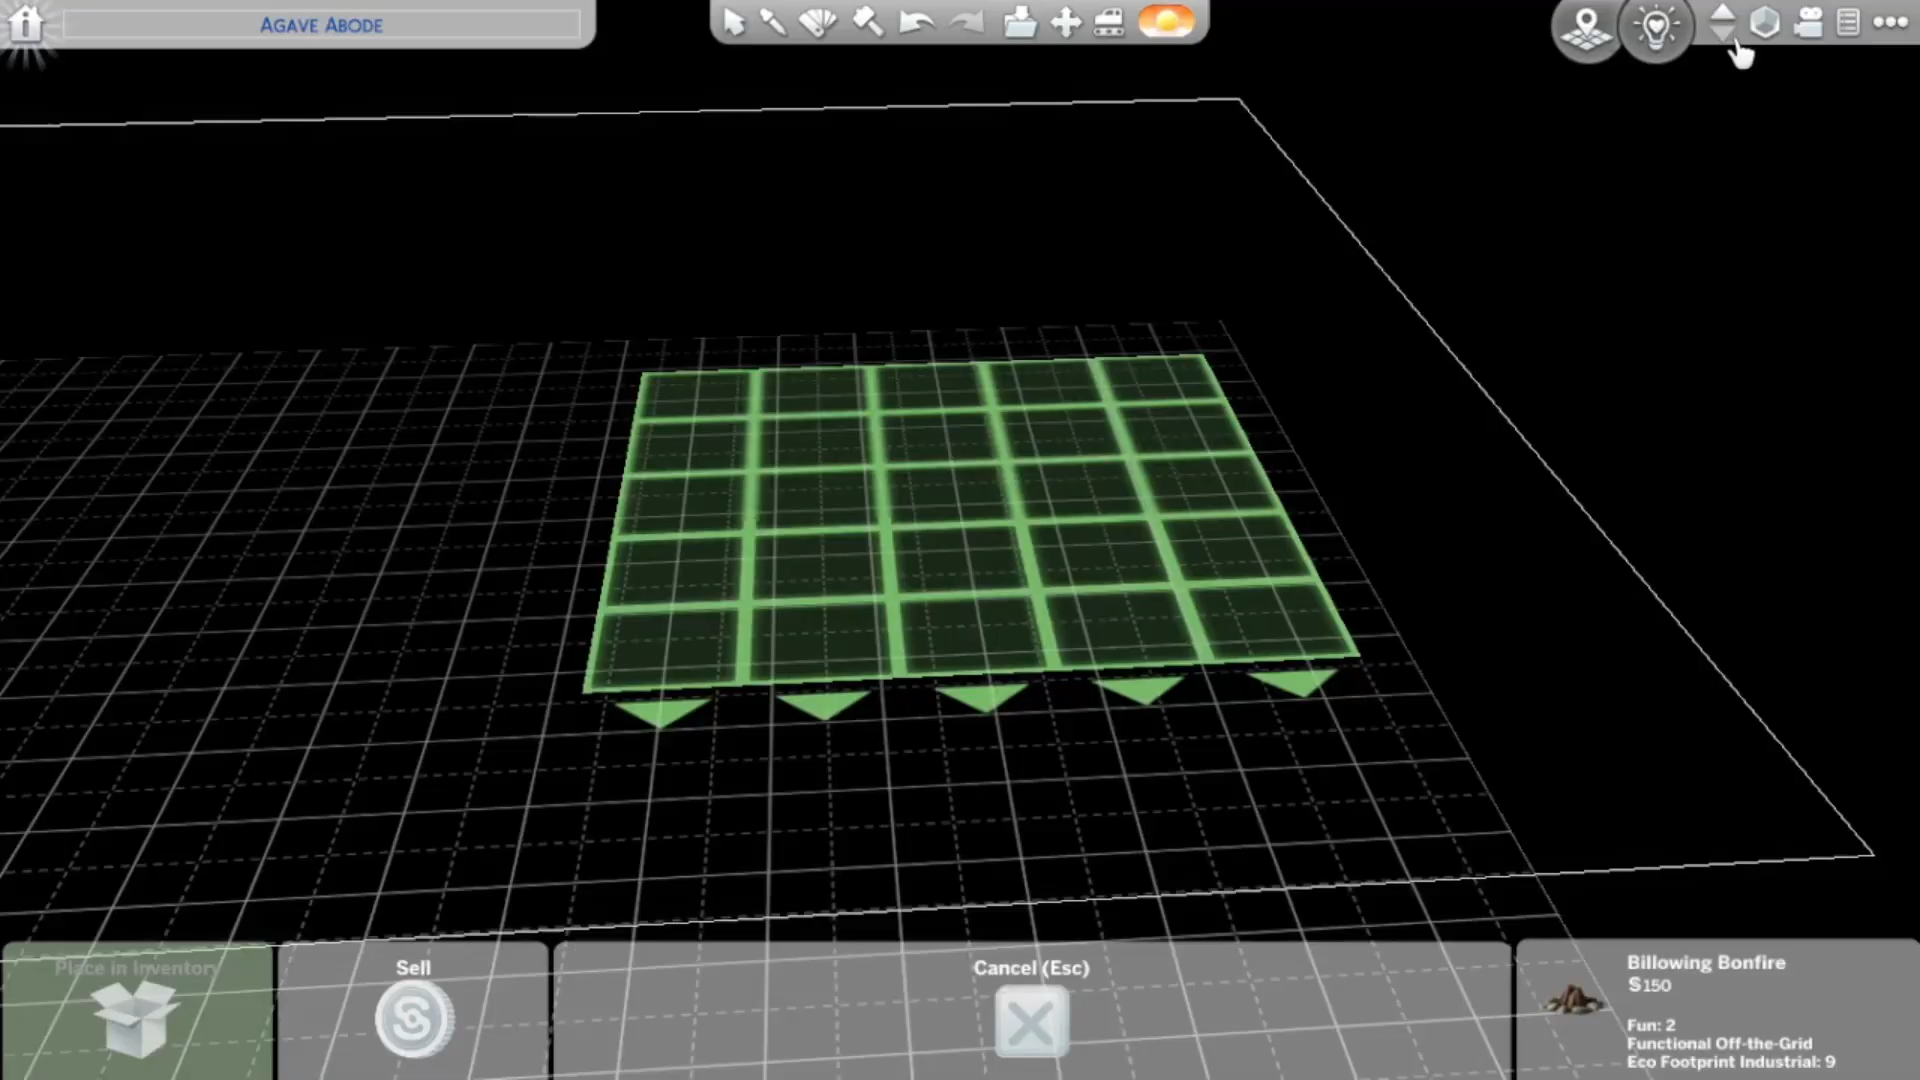 AGAVE ABODE
Place in Inventory
Sell
Cancel (Esc)
Billowing Bonfire
§150
Fun: 2
Functional Off-the-Grid
Eco Footprint Industrial: 9